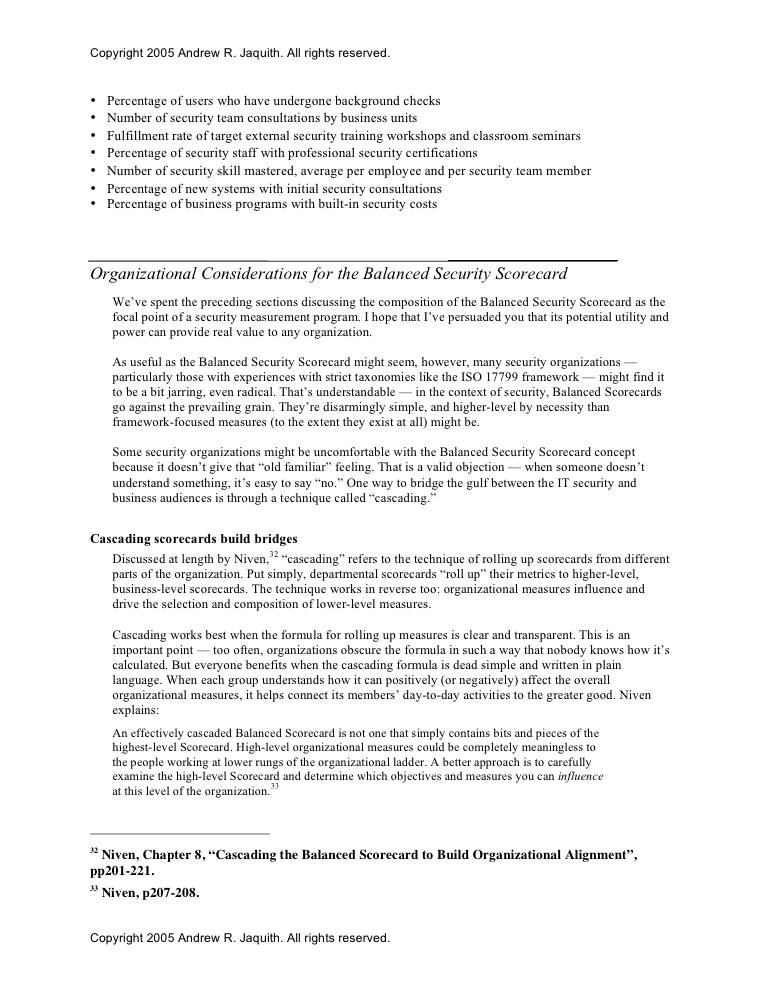 Copyright 2005 Andrew R. Jaquith. All rights reserved.
• Percentage of users who have undergone background checks
• Number of security team consultations by business units
• Fulfillment rate of target external security training workshops and classroom seminars
• Percentage of security staff with professional security certifications
• Number of security skill mastered, average per employee and per security team member
• Percentage of new systems with initial security consultations
• Percentage of business programs with built-in security costs
Organizational Considerations for the Balanced Security Scorecard
We’ve spent the preceding sections discussing the composition of the Balanced Security Scorecard as the
focal point of a security measurement program. I hope that I’ve persuaded you that its potential utility and
power can provide real value to any organization.
As useful as the Balanced Security Scorecard might seem, however, many security organizations —
particularly those with experiences with strict taxonomies like the ISO 17799 framework — might find it
to be a bit jarring, even radical. That’s understandable — in the context of security, Balanced Scorecards
go against the prevailing grain. They’re disarmingly simple, and higher-level by necessity than
framework-focused measures (to the extent they exist at all) might be.
Some security organizations might be uncomfortable with the Balanced Security Scorecard concept
because it doesn’t give that “old familiar” feeling. That is a valid objection — when someone doesn’t
understand something, it’s easy to say “no.” One way to bridge the gulf between the IT security and
business audiences is through a technique called “cascading.”
Cascading scorecards build bridges
Discussed at length by Niven,32 “cascading” refers to the technique of rolling up scorecards from different
parts of the organization. Put simply, departmental scorecards “roll up” their metrics to higher-level,
business-level scorecards. The technique works in reverse too: organizational measures influence and
drive the selection and composition of lower-level measures.
Cascading works best when the formula for rolling up measures is clear and transparent. This is an
important point — too often, organizations obscure the formula in such a way that nobody knows how it’s
calculated. But everyone benefits when the cascading formula is dead simple and written in plain
language. When each group understands how it can positively (or negatively) affect the overall
organizational measures, it helps connect its members’ day-to-day activities to the greater good. Niven
explains:
An effectively cascaded Balanced Scorecard is not one that simply contains bits and pieces of the
highest-level Scorecard. High-level organizational measures could be completely meaningless to
the people working at lower rungs of the organizational ladder. A better approach is to carefully
examine the high-level Scorecard and determine which objectives and measures you can influence
at this level of the organization.33
32 Niven, Chapter 8, “Cascading the Balanced Scorecard to Build Organizational Alignment”,
pp201-221.
33 Niven, p207-208.
Copyright 2005 Andrew R. Jaquith. All rights reserved.